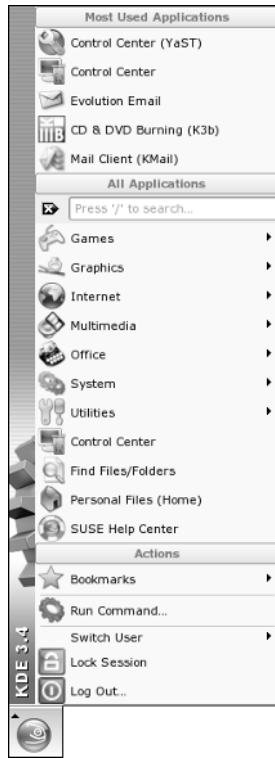 Most Used Applications
Control Center (YaST)
Control Center
Evolution Email
CD & DVD Burning (K3b)
Mail Client (KMail)
All Applications
Press '/' to search...
Games
Graphics
Internet
Multimedia
Office
System
Utilities
Control Center
Find Files/Folders
Personal Files (Home)
SUSE Help Center
Actions
Bookmarks
Run Command...
Switch User
Lock Session
Log Out...
KDE 3.4